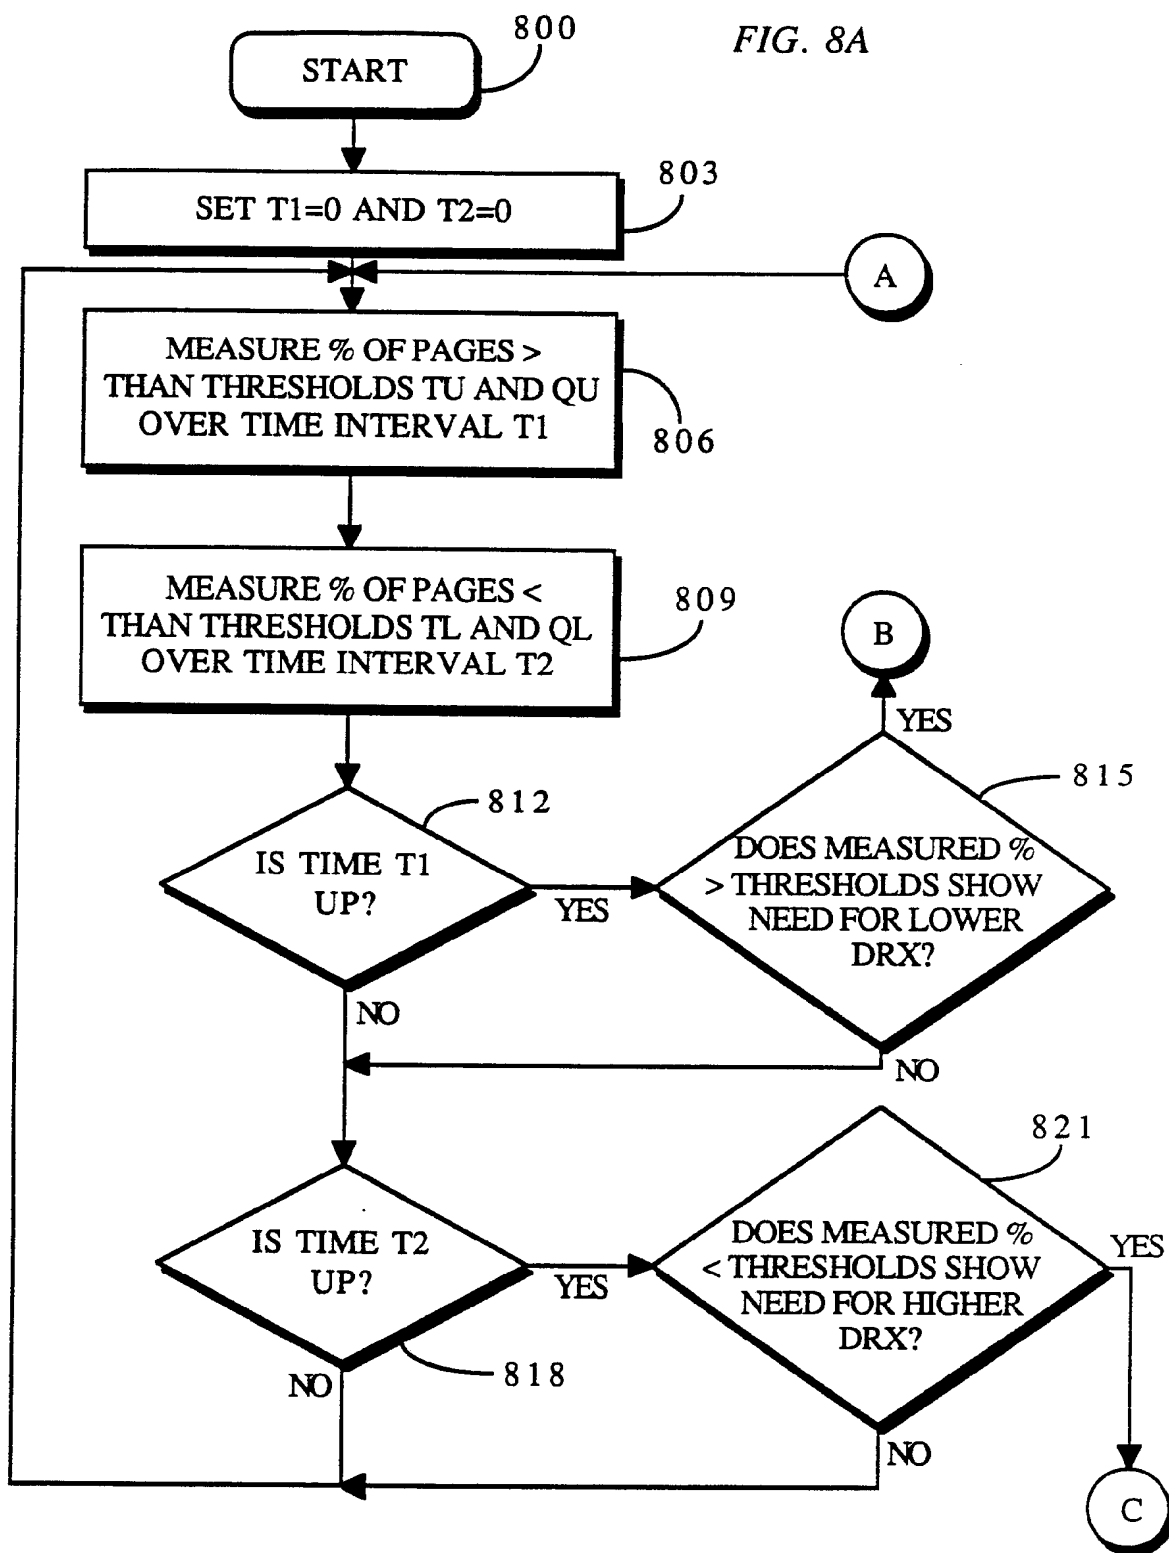 800
FIG. 8A
START
803
SET T1=0 AND T2=0
A
MEASURE % OF PAGES >
THAN THRESHOLDS TU AND QU
OVER TIME INTERVAL T1
806
MEASURE % OF PAGES <
THAN THRESHOLDS TL AND QL
OVER TIME INTERVAL T2
809
B
YES
812
815
IS TIME T1
UP?
YES
DOES MEASURED %
> THRESHOLDS SHOW
NEED FOR LOWER
DRX?
NO
NO
821
IS TIME T2
UP?
YES
DOES MEASURED %
< THRESHOLDS SHOW
NEED FOR HIGHER
DRX?
YES
818
NO
NO
C